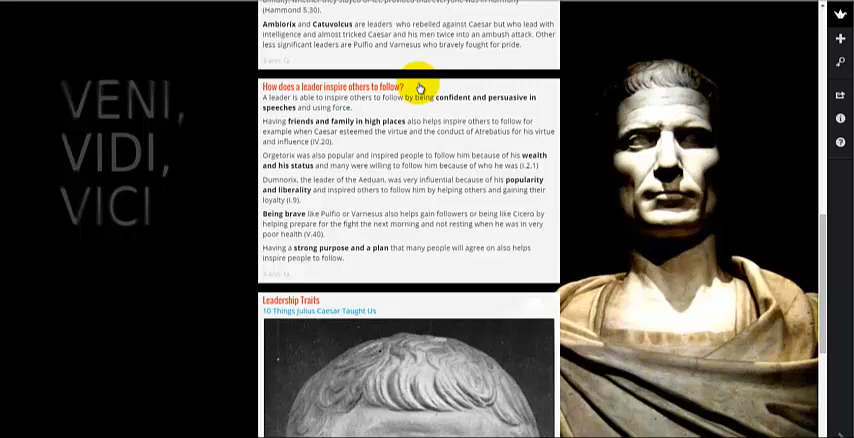 VENI,
VIDI,
VICI
(Hammond 5.30).
Ambiorix and Catuvolcus are leaders who rebelled against Caesar but who lead with
intelligence and almost tricked Caesar and his men twice into an ambush attack. Other
less significant leaders are Pulfio and Varnesus who bravely fought for pride.
How does a leader inspire others to follow?
A leader is able to inspire others to follow by being confident and persuasive in
speeches and using force.
Having friends and family in high places also helps inspire others to follow for
example when Caesar esteemed the virtue and the conduct of Atrebatius for his virtue
and influence (IV.20).
Orgetorix was also popular and inspired people to follow him because of his wealth
and his status and many were willing to follow him because of who he was (I.2.1)
Dumnorix, the leader of the Aeduan, was very influential because of his popularity
and liberality and inspired others to follow him by helping others and gaining their
loyalty (I.9).
Being brave like Pulfio or Varnesus also helps gain followers or being like Cicero by
helping prepare for the fight the next morning and not resting when he was in very
poor health (V.40).
Having a strong purpose and a plan that many people will agree on also helps
inspire people to follow.
Leadership Traits
10 Things Julius Caesar Taught Us